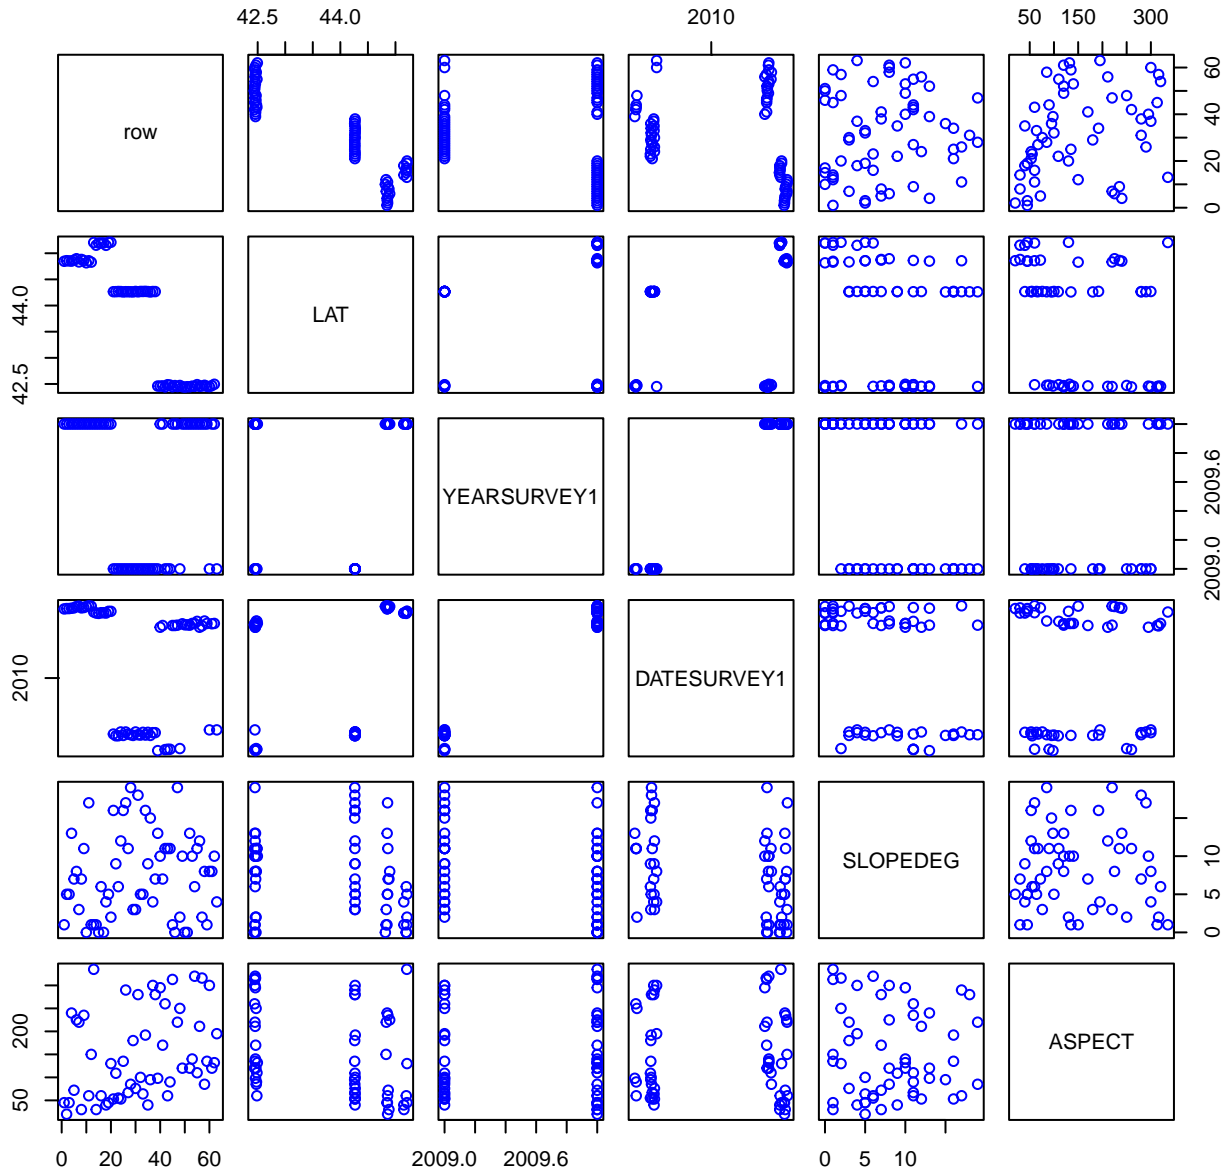 42.5 44.0 2010 50 150 300
row 0 20 40 60
44.0 42.5 LAT
YEARSURVEY1 2009.0 2009.6
2010 DATESURVEY1
SLOPEDEG 0 5 10
50 200 ASPECT
0 20 40 60 2009.0 2009.6 0 5 10